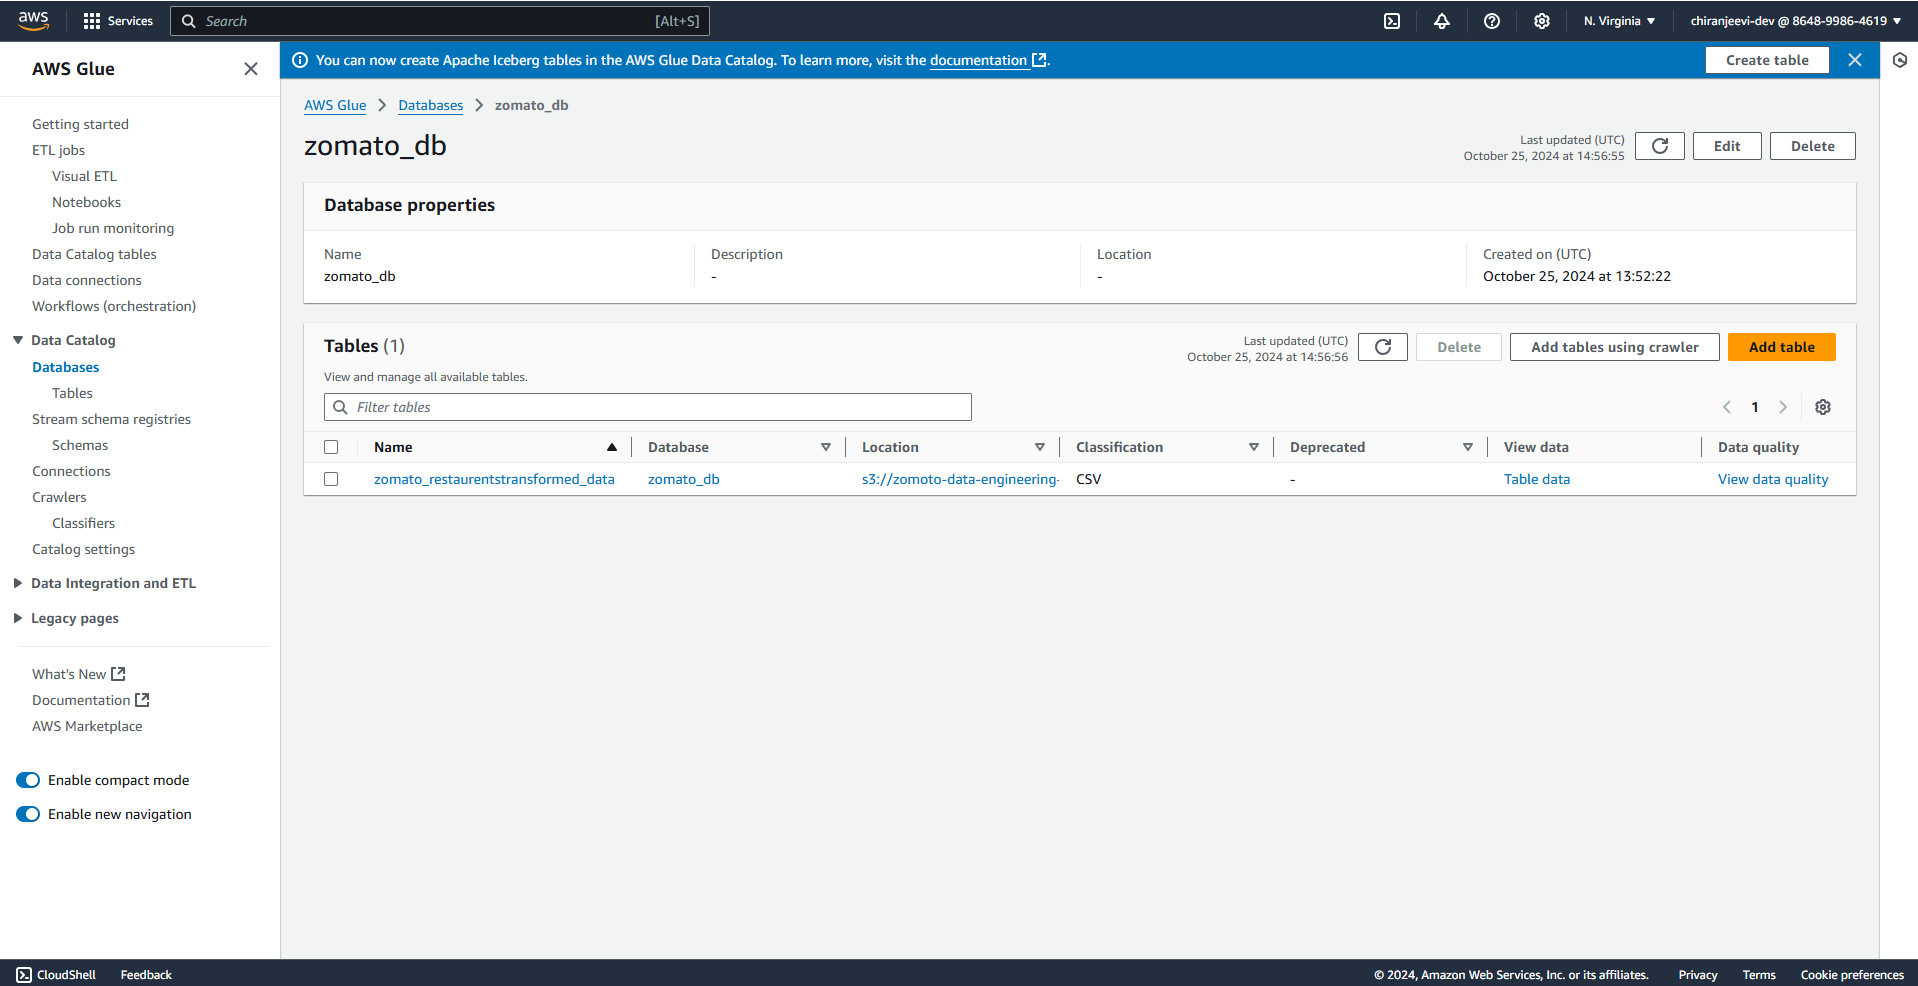 aws
Services
Search
[Alt+S]
N. Virginia
chiranjeevi-dev @ 8648-9986-4619
AWS Glue
Getting started
ETL jobs
Visual ETL
Notebooks
Job run monitoring
Data Catalog tables
Data connections
Workflows (orchestration)
Data Catalog
Databases
Tables
Stream schema registries
Schemas
Connections
Crawlers
Classifiers
Catalog settings
Data Integration and ETL
Legacy pages
What's New
Documentation
AWS Marketplace
Enable compact mode
Enable new navigation
You can now create Apache Iceberg tables in the AWS Glue Data Catalog. To learn more, visit the documentation.
Create table
AWS Glue > Databases > zomato_db
zomato_db
Last updated (UTC)
October 25, 2024 at 14:56:55
Edit
Delete
Database properties
Name
zomato_db
Description
-
Location
-
Created on (UTC)
October 25, 2024 at 13:52:22
Tables (1)
View and manage all available tables.
Last updated (UTC)
October 25, 2024 at 14:56:56
Delete
Add tables using crawler
Add table
Filter tables
1
Name Database Location Classification Deprecated View data Data quality
zomato_restaurentstransformed_data zomato_db s3://zomoto-data-engineering- CSV - Table data View data quality
CloudShell
Feedback
© 2024, Amazon Web Services, Inc. or its affiliates.
Privacy
Terms
Cookie preferences